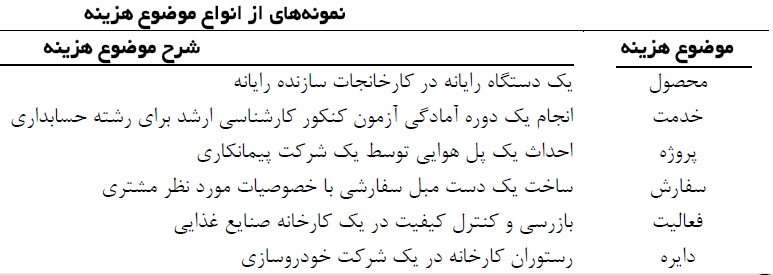 نمونه‌های از انواع موضوع هزینه
موضوع هزینه شرح موضوع هزینه
محصول یک دستگاه رایانه در کارخانجات سازنده رایانه
خدمت انجام یک دوره آمادگی آزمون کنکور کارشناسی ارشد برای رشته حسابداری
پروژه احداث یک پل هوایی توسط یک شرکت پیمانکاری
سفارش ساخت یک دست مبل سفارشی با خصوصیات مورد نظر مشتری
فعالیت بازرسی و کنترل کیفیت در یک کارخانه صنایع غذایی
دایره رستوران کارخانه در یک شرکت خودروسازی